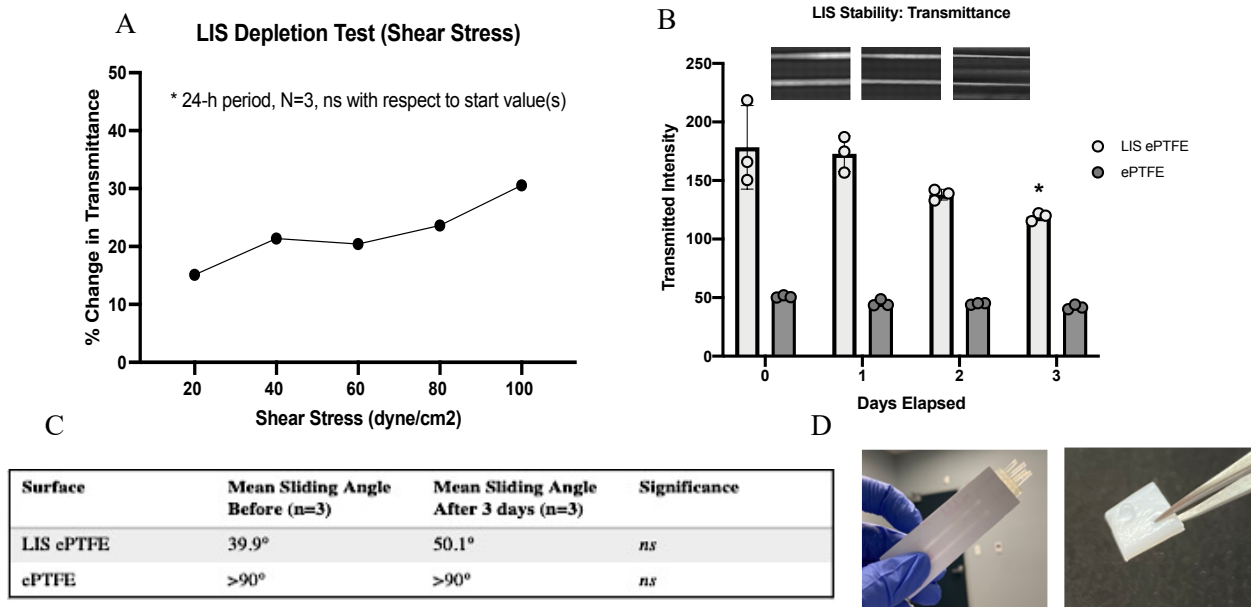 A
LIS Depletion Test (Shear Stress)
50
40
30
20
10
0
% Change in Transmittance
* 24-h period, N=3, ns with respect to start value(s)
20 40 60 80 100
Shear Stress (dyne/cm2)
B
LIS Stability: Transmittance
250
200
150
100
50
0
Transmitted Intensity
*
LIS ePTFE
ePTFE
0 1 2 3
Days Elapsed
C
Surface Mean Sliding Angle Before (n=3) Mean Sliding Angle After 3 days (n=3) Significance
LIS ePTFE 39.9° 50.1° ns
ePTFE >90° >90° ns
D